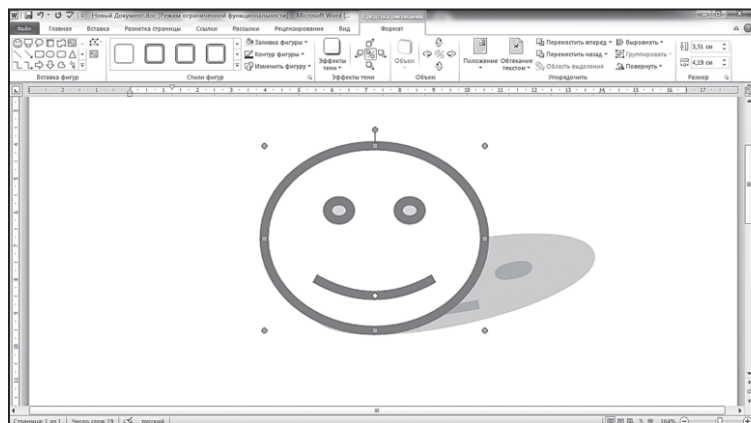 Новый Документ.doc [Режим ограниченной функциональности] - Microsoft Word (...
Средства рисования
Файл Главная Вставка Разметка страницы Ссылки Рассылки Рецензирование Вид Формат
Заливка фигуры
Контур фигуры
Изменить фигуру
Эффекты тени
Объем
Положение
Обтекание текстом
Переместить вперед
Переместить назад
Область выделения
Выровнять
Группировать
Повернуть
3,51 см
4,19 см
Вставка фигур Стили фигур Эффекты тени Объем Упорядочить Размер
Страница: 1 из 1 Число слов: 19 русский 164%